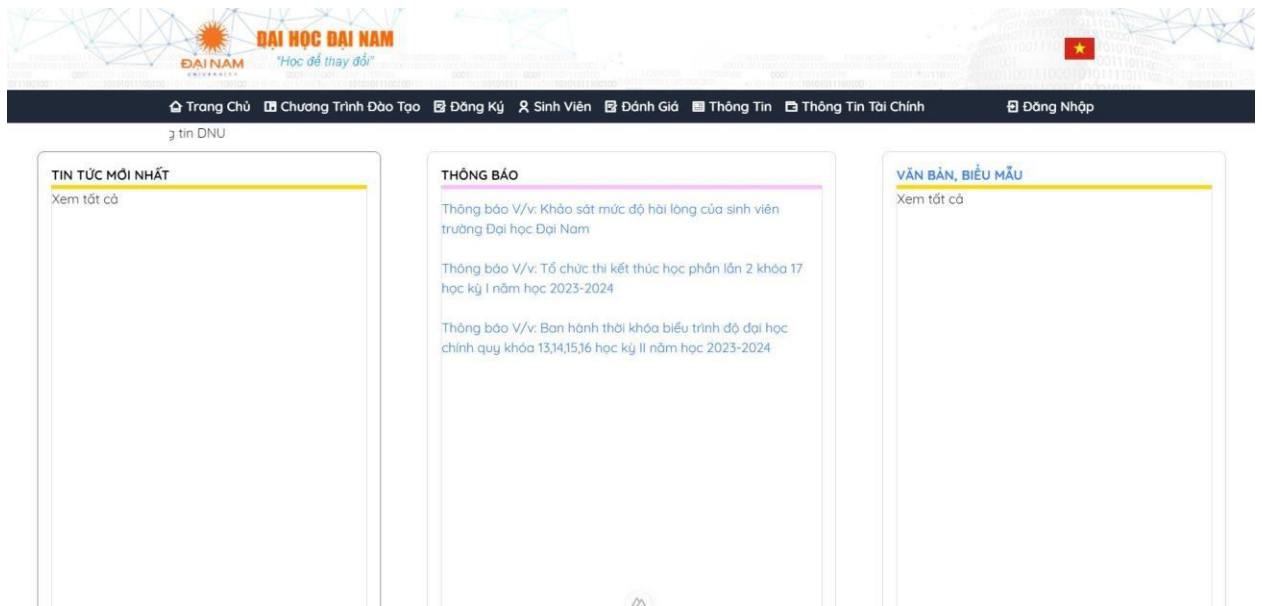 ĐẠI HỌC ĐẠI NAM
"Học để thay đổi"
ĐẠI NAM
UNIVERSITY
Trang Chủ Chương Trình Đào Tạo Đăng Ký Sinh Viên Đánh Giá Thông Tin Thông Tin Tài Chính Đăng Nhập
g tin DNU
TIN TỨC MỚI NHẤT
Xem tất cả
THÔNG BÁO
Thông báo V/v: Khảo sát mức độ hài lòng của sinh viên
trường Đại học Đại Nam
Thông báo V/v: Tổ chức thi kết thúc học phần lần 2 khóa 17
học kỳ I năm học 2023-2024
Thông báo V/v: Ban hành thời khóa biểu trình độ đại học
chính quy khóa 13,14,15,16 học kỳ II năm học 2023-2024
VĂN BẢN, BIỂU MẪU
Xem tất cả